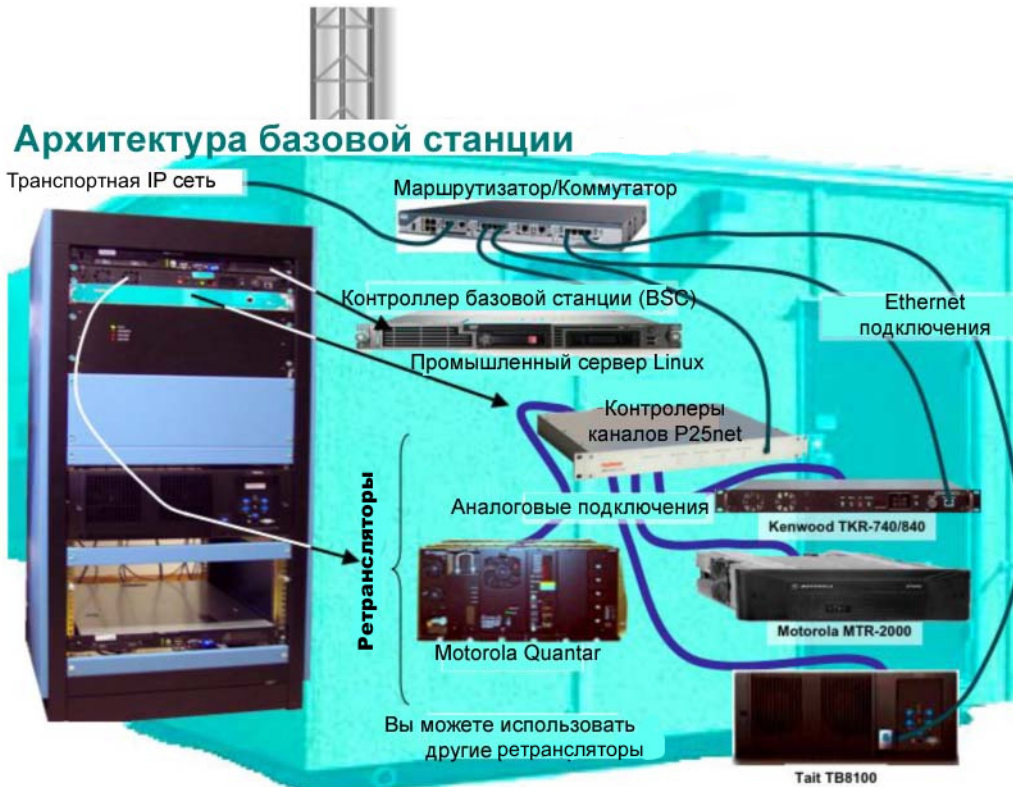 Архитектура базовой станции
Транспортная IP сеть
Маршрутизатор/Коммутатор
Контроллер базовой станции (BSC)
Ethernet
подключения
Промышленный сервер Linux
Контролеры
каналов P25net
Ретрансляторы
Аналоговые подключения
Kenwood TKR-740/840
Motorola Quantar
Motorola MTR-2000
Вы можете использовать
другие ретрансляторы
Tait TB8100